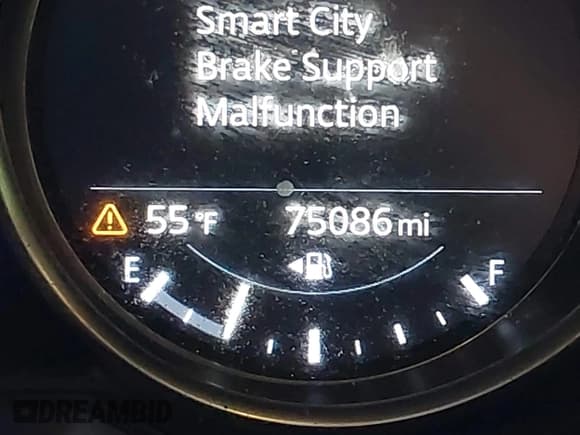 Smart City
Brake Support
Malfunction
55 °F 75086 mi
E F
DREAMBID